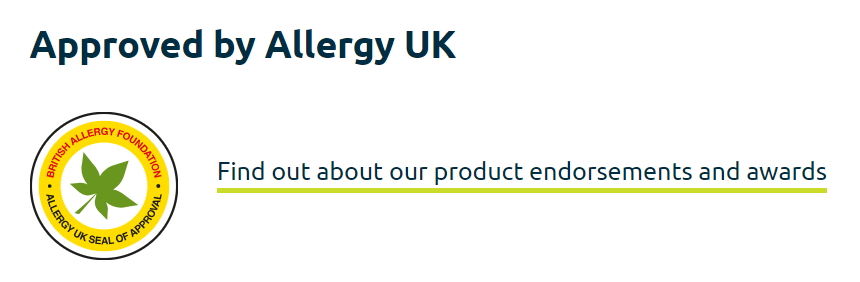 Approved by Allergy UK
BRITISH ALLERGY FOUNDATION
• ALLERGY UK SEAL OF APPROVAL •
Find out about our product endorsements and awards